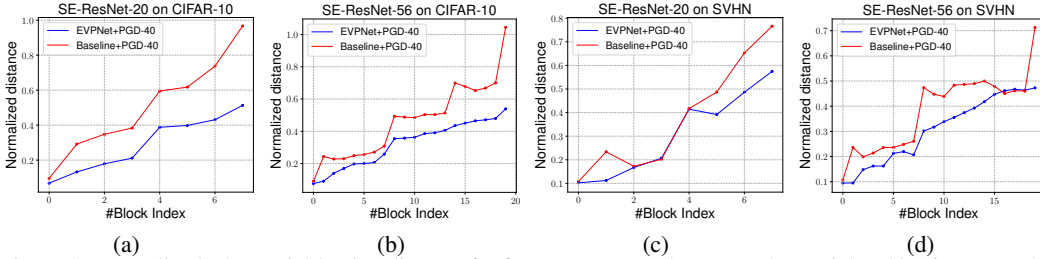 SE-ResNet-20 on CIFAR-10
EVPNet+PGD-40
Baseline+PGD-40
Normalized distance
1.0
0.8
0.6
0.4
0.2
0
2
4
6
#Block Index
(a)
SE-ResNet-56 on CIFAR-10
EVPNet+PGD-40
Baseline+PGD-40
Normalized distance
1.0
0.8
0.6
0.4
0.2
0
5
10
15
20
#Block Index
(b)
SE-ResNet-20 on SVHN
EVPNet+PGD-40
Baseline+PGD-40
Normalized distance
0.8
0.7
0.6
0.5
0.4
0.3
0.2
0.1
0
2
4
6
#Block Index
(c)
SE-ResNet-56 on SVHN
EVPNet+PGD-40
Baseline+PGD-40
Normalized distance
0.7
0.6
0.5
0.4
0.3
0.2
0.1
0
5
10
15
#Block Index
(d)